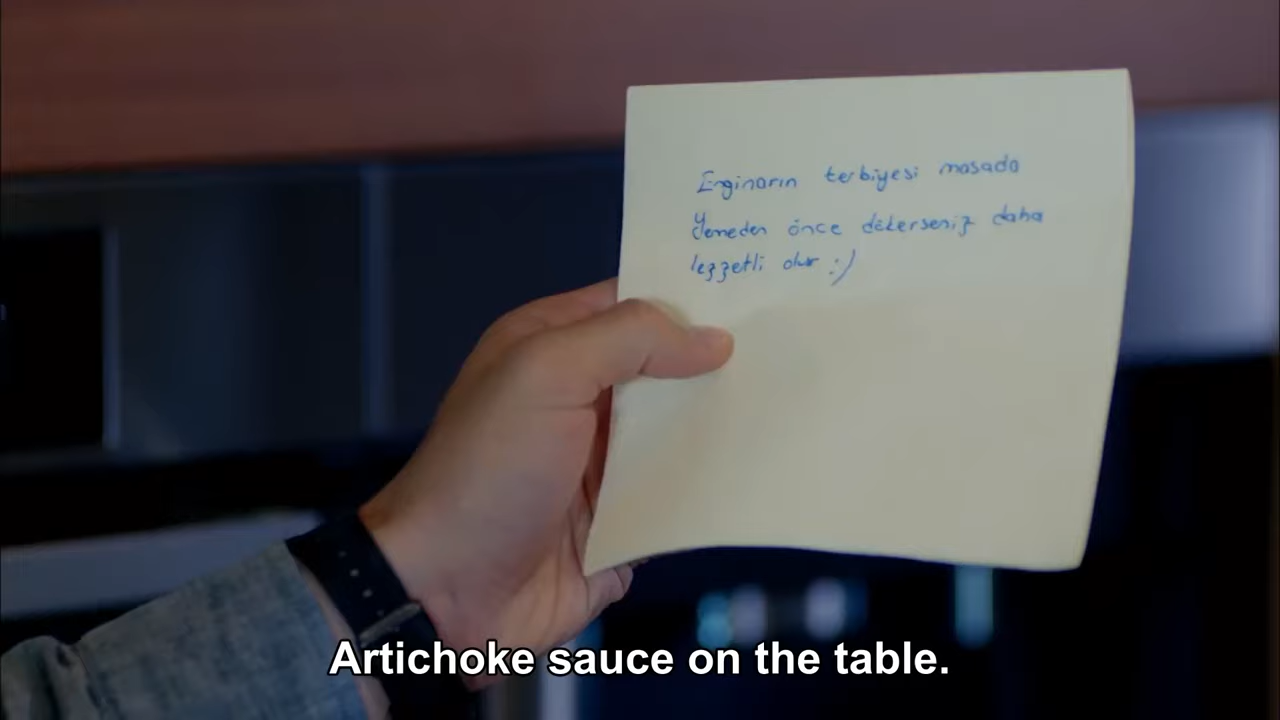 Enginarın terbiyesi masada
Yemeden önce dökerseniz daha
lezzetli olur :)
Artichoke sauce on the table.